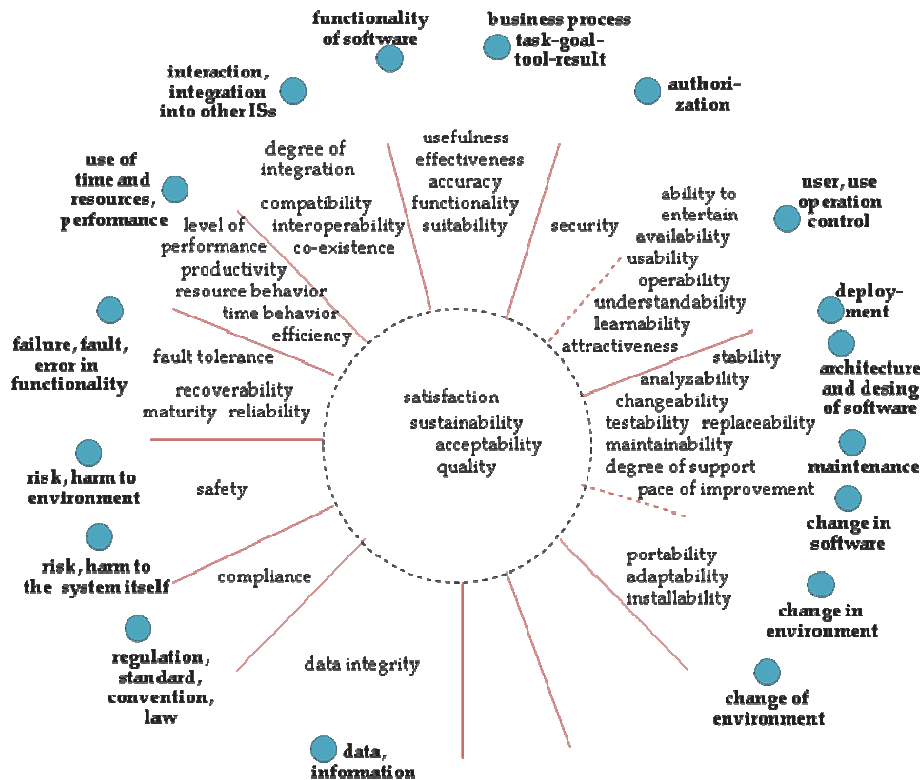 functionality
of software
business process
task-goal-
tool-result
interaction,
integration
into other ISs
authori-
zation
use of
time and
resources,
performance
degree of
integration
compatibility
interoperability
co-existence
usefulness
effectiveness
accuracy
functionality
suitability
security
ability to
entertain
availability
usability
operability
understandability
learnability
attractiveness
user, use
operation
control
level of
performance
productivity
resource behavior
time behavior
efficiency
deploy-
ment
failure, fault,
error in
functionality
fault tolerance
recoverability
maturity reliability
satisfaction
sustainability
acceptability
quality
stability
analyzability
changeability
testability replaceability
maintainability
degree of support
pace of improvement
architecture
and desing
of software
maintenance
risk, harm to
environment
safety
change in
software
risk, harm to
the system itself
compliance
portability
adaptability
installability
change in
environment
regulation,
standard,
convention,
law
data integrity
change of
environment
data,
information